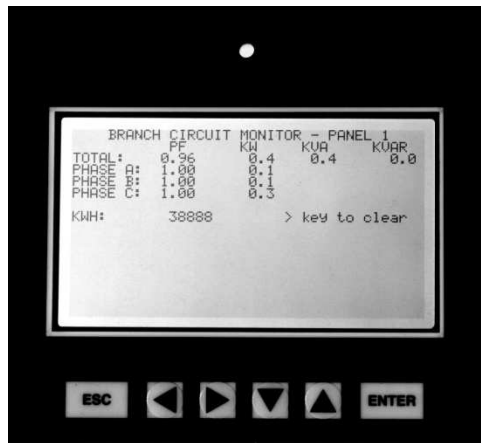 BRANCH CIRCUIT MONITOR - PANEL 1
PF KW KVA KVAR
TOTAL: 0.96 0.4 0.4 0.0
PHASE A: 1.00 0.1
PHASE B: 1.00 0.1
PHASE C: 1.00 0.3
KWH: 38888 > key to clear
ESC ENTER